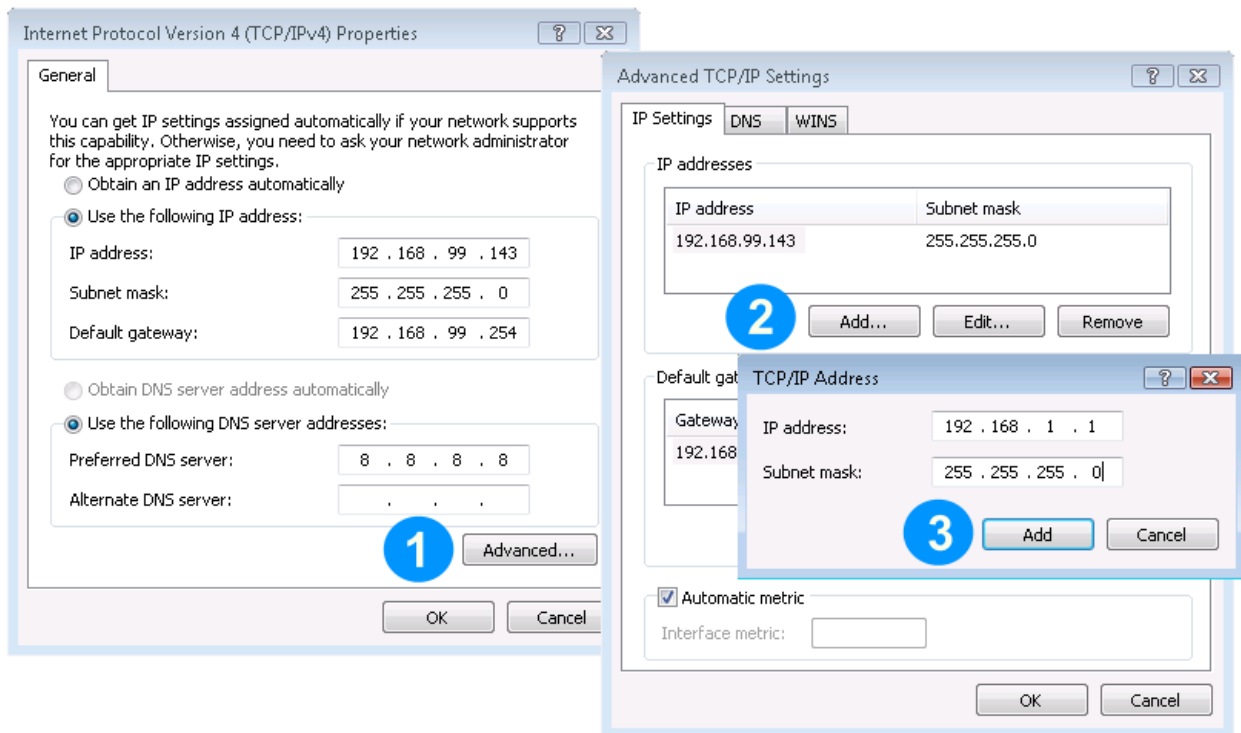 Internet Protocol Version 4 (TCP/IPv4) Properties
General
You can get IP settings assigned automatically if your network supports
this capability. Otherwise, you need to ask your network administrator
for the appropriate IP settings.
Obtain an IP address automatically
Use the following IP address:
IP address: 192 . 168 . 99 . 143
Subnet mask: 255 . 255 . 255 . 0
Default gateway: 192 . 168 . 99 . 254
Obtain DNS server address automatically
Use the following DNS server addresses:
Preferred DNS server: 8 . 8 . 8 . 8
Alternate DNS server: . . .
1 Advanced...
OK Cancel
Advanced TCP/IP Settings
IP Settings DNS WINS
IP addresses
IP address Subnet mask
192.168.99.143 255.255.255.0
2 Add... Edit... Remove
Default gat
Gateway
192.168
TCP/IP Address
IP address: 192 . 168 . 1 . 1
Subnet mask: 255 . 255 . 255 . 0
3 Add Cancel
Automatic metric
Interface metric:
OK Cancel